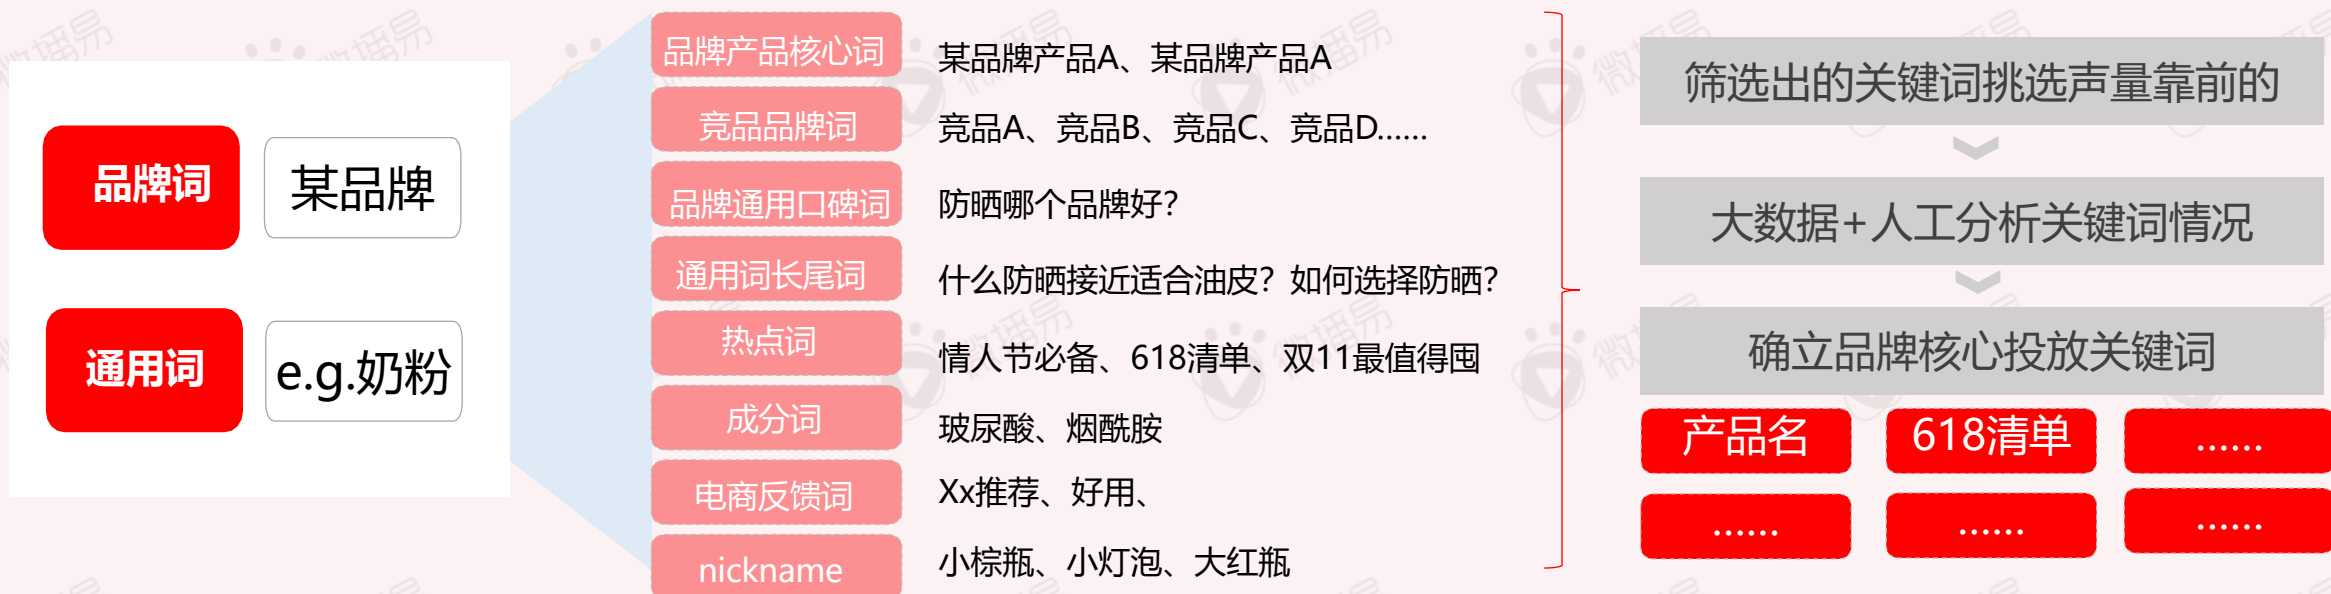 品牌词
某品牌
通用词
e.g.奶粉
品牌产品核心词
某品牌产品A、某品牌产品A
竞品品牌词
竞品A、竞品B、竞品C、竞品D......
品牌通用口碑词
防晒哪个品牌好？
通用词长尾词
什么防晒接近适合油皮？如何选择防晒？
热点词
情人节必备、618清单、双11最值得囤
成分词
玻尿酸、烟酰胺
电商反馈词
Xx推荐、好用、
nickname
小棕瓶、小灯泡、大红瓶
筛选出的关键词挑选声量靠前的
大数据+人工分析关键词情况
确立品牌核心投放关键词
产品名
618清单
......
......
......
......
微播易